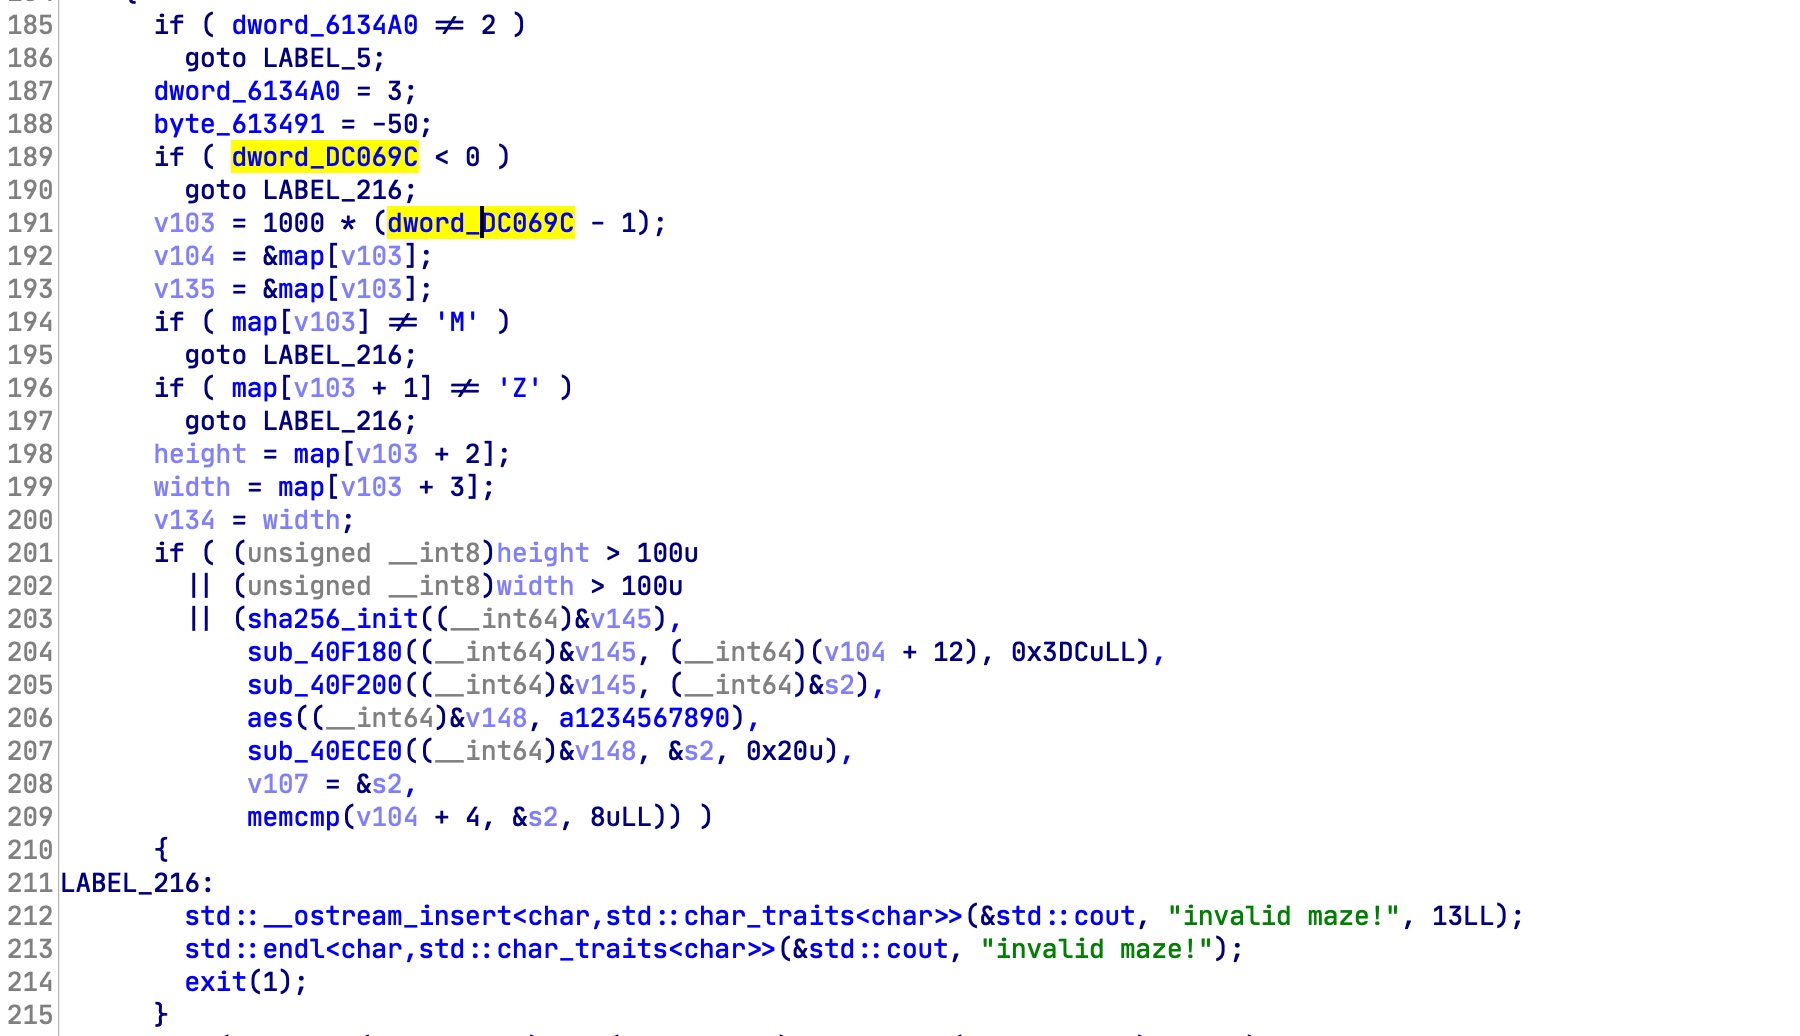 185 if ( dword_6134A0 ≠ 2 )
186 goto LABEL_5;
187 dword_6134A0 = 3;
188 byte_613491 = -50;
189 if ( dword_DC069C < 0 )
190 goto LABEL_216;
191 v103 = 1000 * (dword_DC069C - 1);
192 v104 = &map[v103];
193 v135 = &map[v103];
194 if ( map[v103] ≠ 'M' )
195 goto LABEL_216;
196 if ( map[v103 + 1] ≠ 'Z' )
197 goto LABEL_216;
198 height = map[v103 + 2];
199 width = map[v103 + 3];
200 v134 = width;
201 if ( (unsigned __int8)height > 100u
202 || (unsigned __int8)width > 100u
203 || (sha256_init((__int64)&v145),
204 sub_40F180((__int64)&v145, (__int64)(v104 + 12), 0x3DCuLL),
205 sub_40F200((__int64)&v145, (__int64)&s2),
206 aes((__int64)&v148, a1234567890),
207 sub_40ECE0((__int64)&v148, &s2, 0x20u),
208 v107 = &s2,
209 memcmp(v104 + 4, &s2, 8uLL)) )
210 {
211 LABEL_216:
212 std::__ostream_insert<char,std::char_traits<char>>(&std::cout, "invalid maze!", 13LL);
213 std::endl<char,std::char_traits<char>>(&std::cout, "invalid maze!");
214 exit(1);
215 }